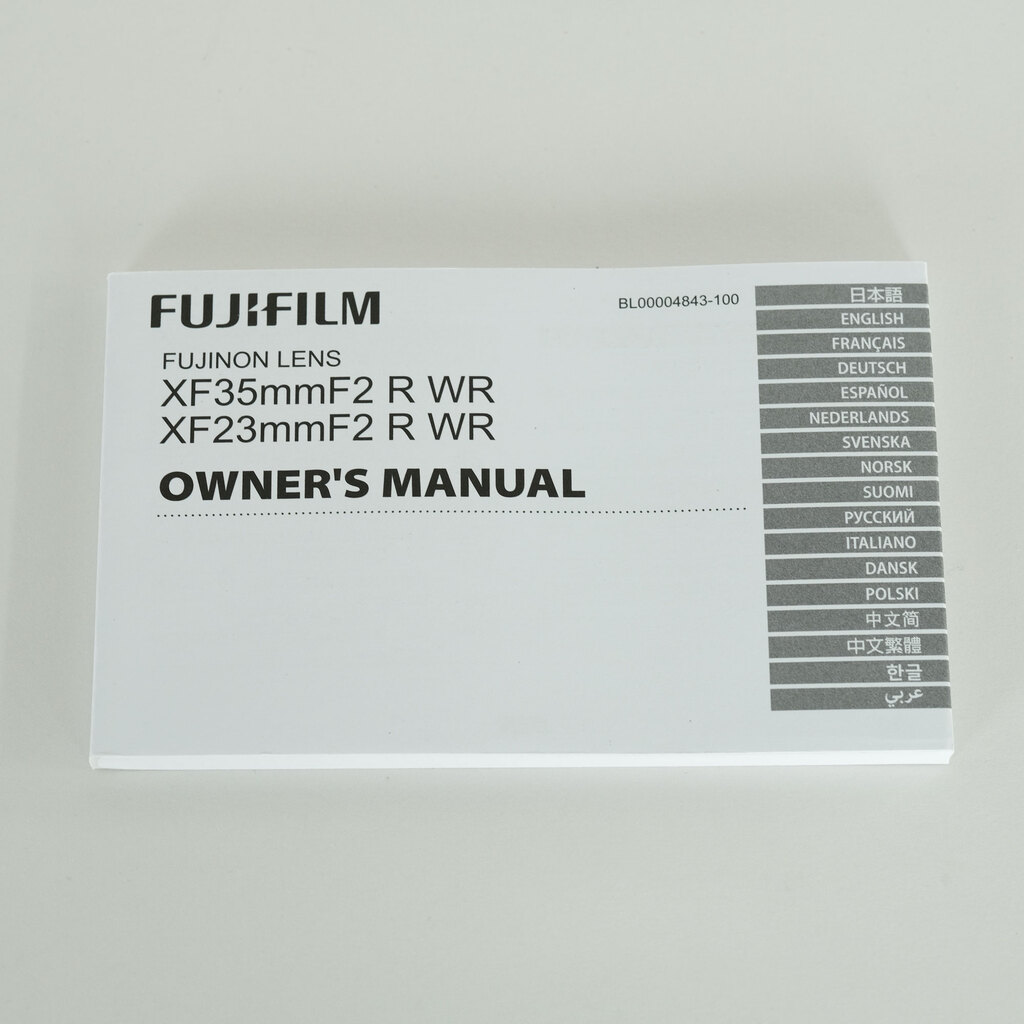 FUJIFILM
BL00004843-100
FUJINON LENS
XF35mmF2 R WR
XF23mmF2 R WR
OWNER'S MANUAL
日本語
ENGLISH
FRANÇAIS
DEUTSCH
ESPAÑOL
NEDERLANDS
SVENSKA
NORSK
SUOMI
РУССКИЙ
ITALIANO
DANSK
POLSKI
中文简
中文繁體
한글
عربي